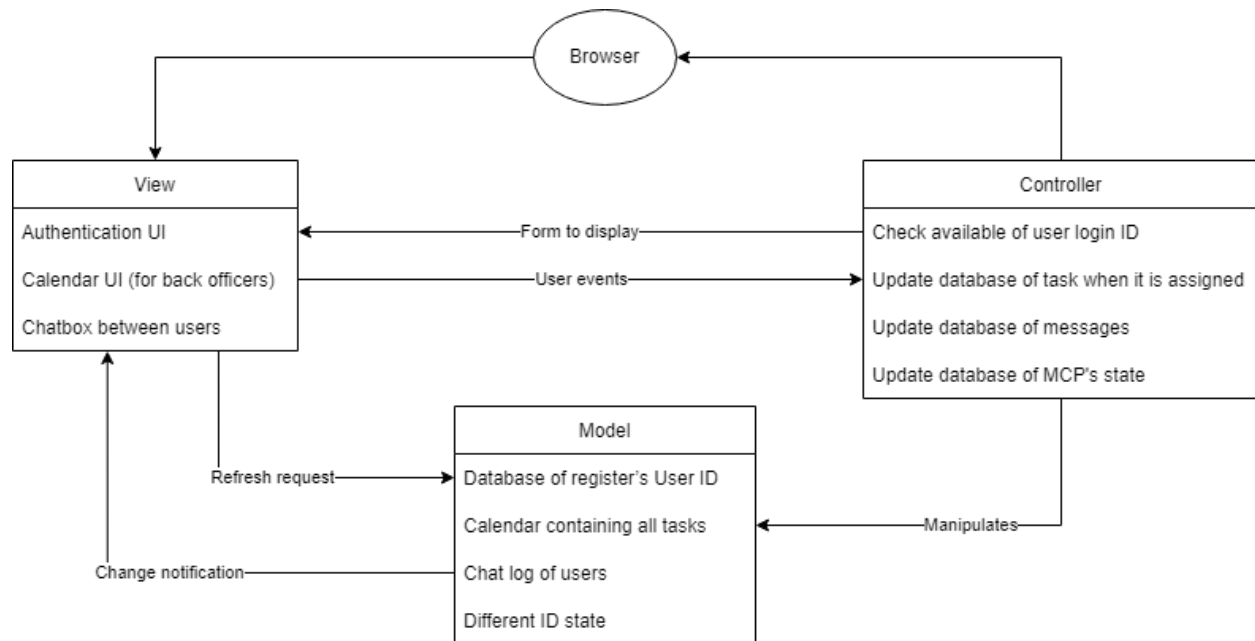 Browser
View
Authentication UI
Calendar UI (for back officers)
Chatbox between users
Form to display
User events
Controller
Check available of user login ID
Update database of task when it is assigned
Update database of messages
Update database of MCP's state
Refresh request
Change notification
Model
Database of register’s User ID
Calendar containing all tasks
Chat log of users
Different ID state
Manipulates